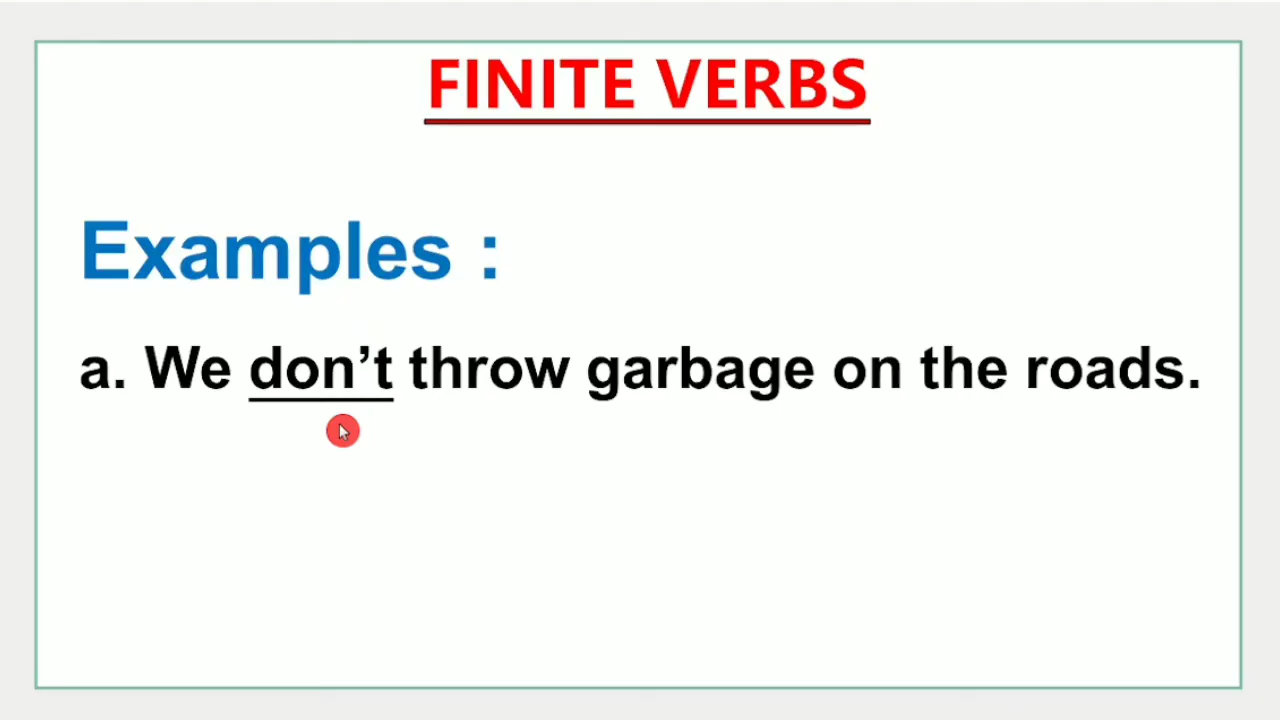 FINITE VERBS
Examples :
a. We don’t throw garbage on the roads.